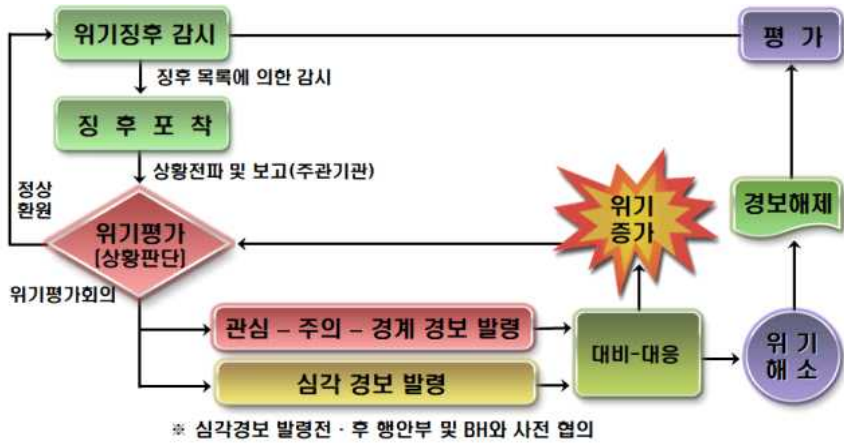 위기징후 감시
평 가
징후 목록에 의한 감시
징 후 포 착
상황전파 및 보고(주관기관)
정상
환원
위기
증가
경보해제
위기평가
(상황판단)
위기평가회의
관심 – 주의 – 경계 경보 발령
대비-대응
위 기
해 소
심각 경보 발령
※ 심각경보 발령전 · 후 행안부 및 BH와 사전 협의